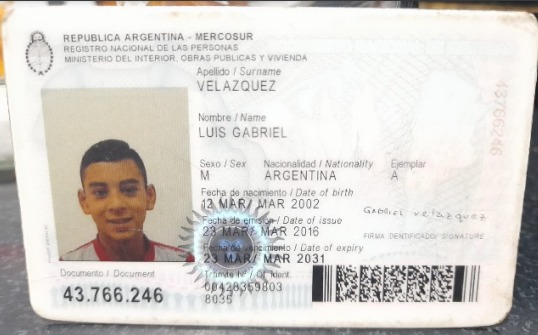 REPUBLICA ARGENTINA - MERCOSUR
REGISTRO NACIONAL DE LAS PERSONAS
MINISTERIO DEL INTERIOR, OBRAS PUBLICAS Y VIVIENDA
Apellido / Surname
VELAZQUEZ
Nombre / Name
LUIS GABRIEL
Sexo / Sex Nacionalidad / Nationality Ejemplar
M ARGENTINA A
Fecha de nacimiento / Date of birth
13 MAR/ MAR 2002
Fecha de emisión / Date of issue
23 MAR/ MAR 2016
Fecha de vencimiento / Date of expiry
23 MAR/ MAR 2031
Gabriel velazquez
FIRMA IDENTIFICADO/ SIGNATURE
Documento / Document
43.766.246
Trámite Nº / Of. Ident.
00428359803
8035
43766246